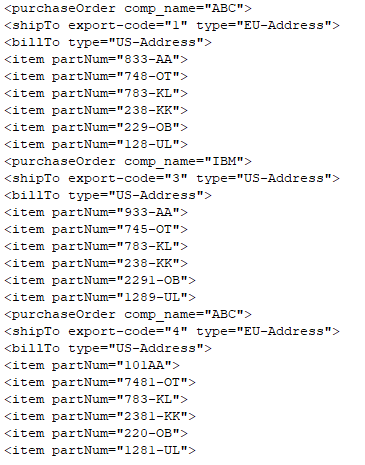 <purchaseOrder comp_name="ABC">
<shipTo export-code="1" type="EU-Address">
<billTo type="US-Address">
<item partNum="833-AA">
<item partNum="748-OT">
<item partNum="783-KL">
<item partNum="238-KK">
<item partNum="229-OB">
<item partNum="128-UL">
<purchaseOrder comp_name="IBM">
<shipTo export-code="3" type="US-Address">
<billTo type="US-Address">
<item partNum="933-AA">
<item partNum="745-OT">
<item partNum="783-KL">
<item partNum="238-KK">
<item partNum="2291-OB">
<item partNum="1289-UL">
<purchaseOrder comp_name="ABC">
<shipTo export-code="4" type="EU-Address">
<billTo type="US-Address">
<item partNum="101AA">
<item partNum="7481-OT">
<item partNum="783-KL">
<item partNum="2381-KK">
<item partNum="220-OB">
<item partNum="1281-UL">